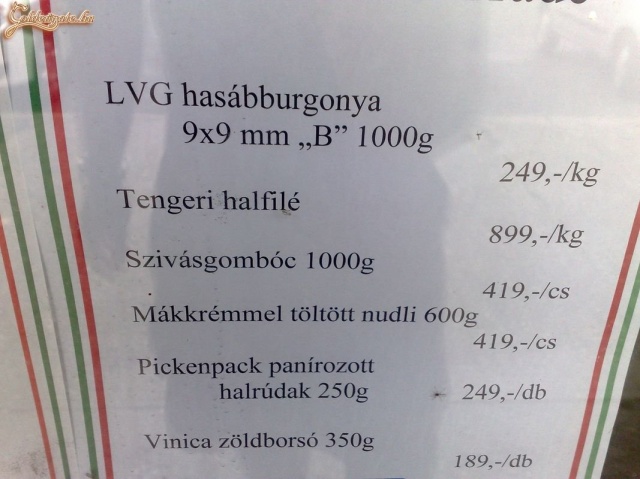 LVG hasábburgonya
9x9 mm „B” 1000g
249,-/kg
Tengeri halfilé
899,-/kg
Szivásgombóc 1000g
419,-/cs
Mákkrémmel töltött nudli 600g
419,-/cs
Pickenpack panírozott
halrúdak 250g 249,-/db
Vinica zöldborsó 350g
189,-/db